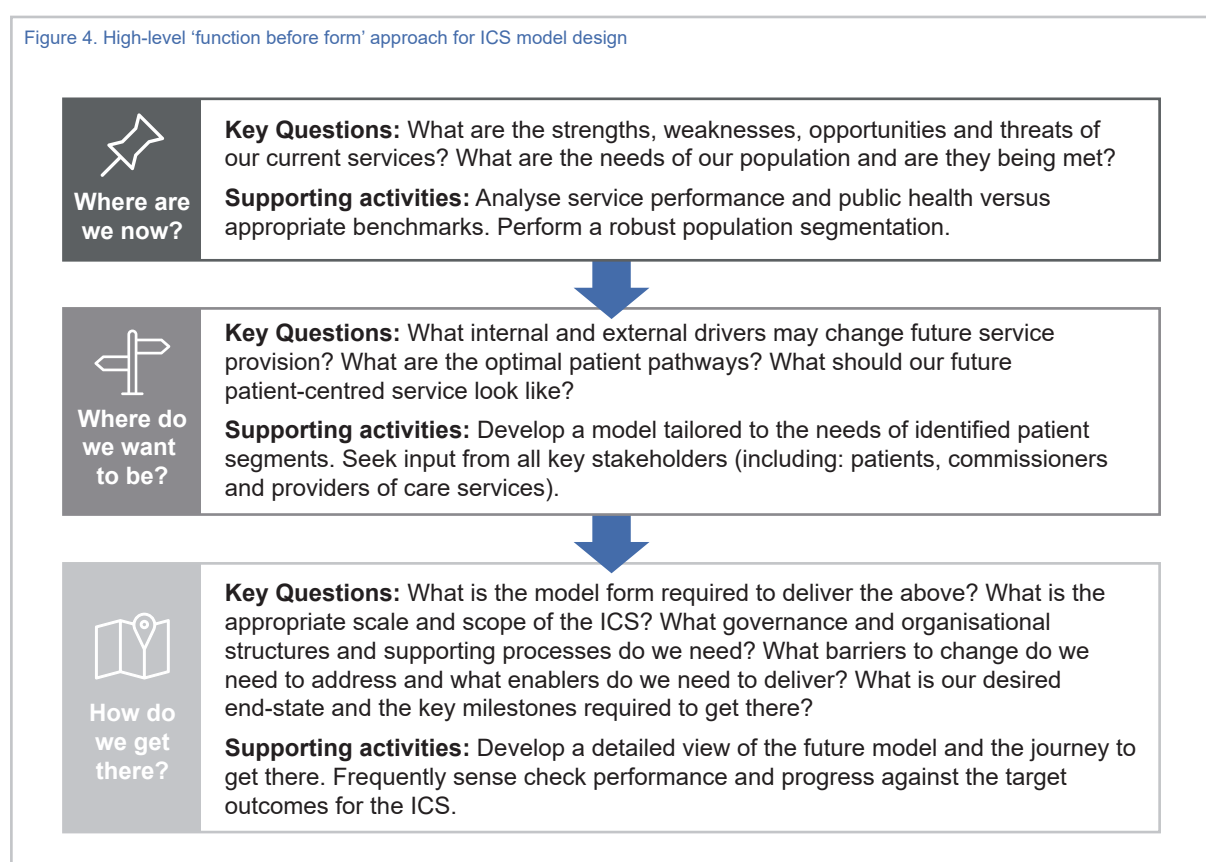 Figure 4. High-level ‘function before form’ approach for ICS model design
Where are
we now?
Key Questions: What are the strengths, weaknesses, opportunities and threats of
our current services? What are the needs of our population and are they being met?
Supporting activities: Analyse service performance and public health versus
appropriate benchmarks. Perform a robust population segmentation.
Where do
we want
to be?
Key Questions: What internal and external drivers may change future service
provision? What are the optimal patient pathways? What should our future
patient-centred service look like?
Supporting activities: Develop a model tailored to the needs of identified patient
segments. Seek input from all key stakeholders (including: patients, commissioners
and providers of care services).
How do
we get
there?
Key Questions: What is the model form required to deliver the above? What is the
appropriate scale and scope of the ICS? What governance and organisational
structures and supporting processes do we need? What barriers to change do we
need to address and what enablers do we need to deliver? What is our desired
end-state and the key milestones required to get there?
Supporting activities: Develop a detailed view of the future model and the journey to
get there. Frequently sense check performance and progress against the target
outcomes for the ICS.